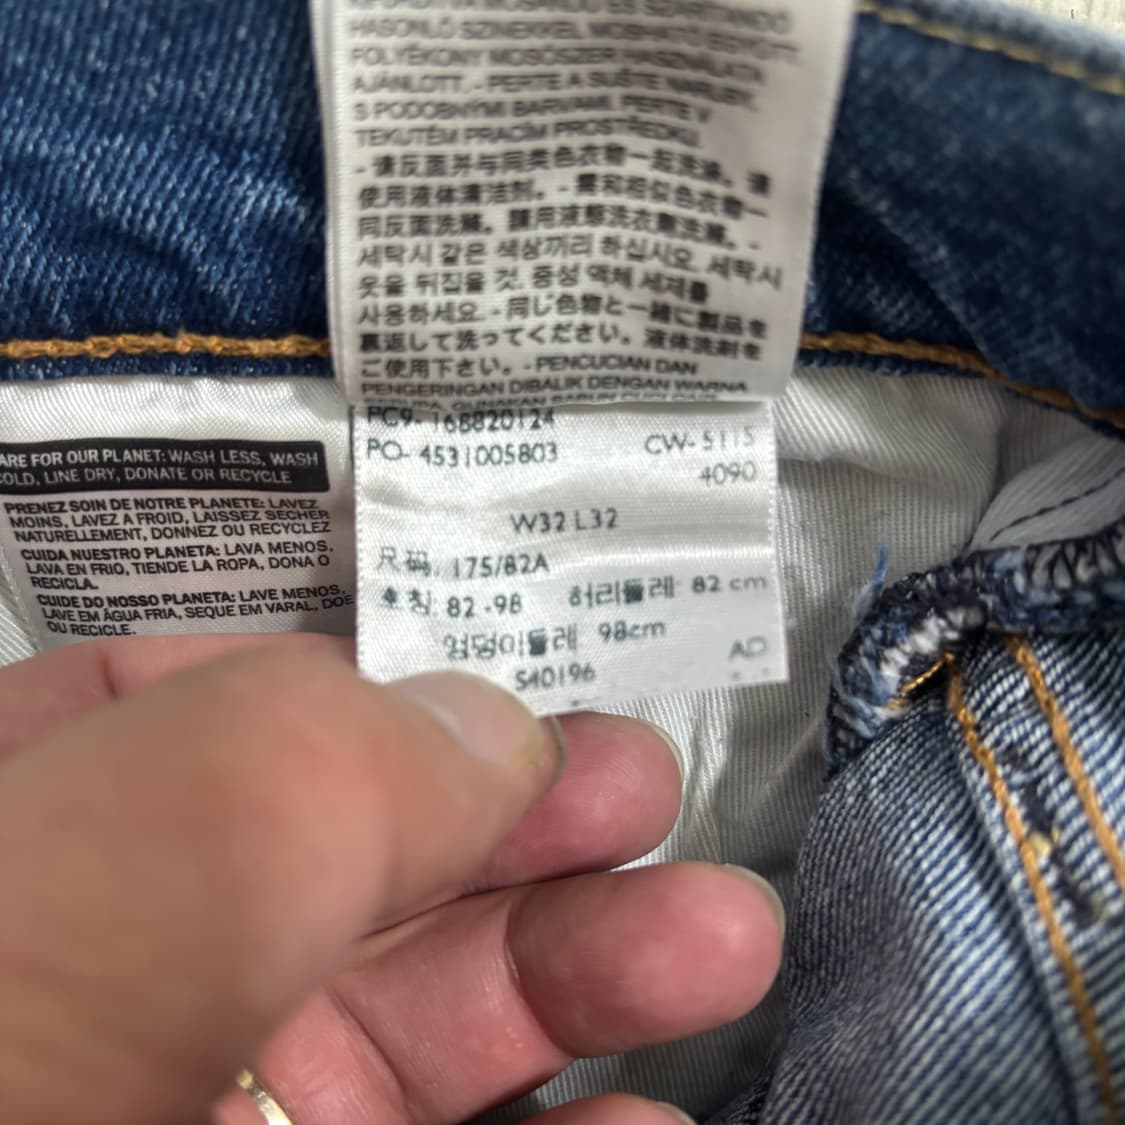 HASONLÓ SZÍNEKKEL, MOSHATÓ EGYÜTT.
FOLYÉKONY MOSÓSZER HASZNÁLATA
AJÁNLOTT. - PERTE A SUŠTE NARUBY,
S PODOBNÝMI BARVAMI. PERTE V
TEKUTÉM PRACÍM PROSTŘEDKU.
- 请反面并与同类色衣物一起洗涤。请
使用液体清洁剂。- 需和相似色衣物一
同反面洗滌。請用液態洗衣劑洗滌。-
세탁시 같은 색상끼리 하십시오. 세탁시
옷을 뒤집을 것. 중성 액체 세제를
사용하세요. - 同じ色物と一緒に製品を
裏返して洗ってください。液体洗剤を
ご使用下さい。- PENCUCIAN DAN
PENGERINGAN DIBALIK DENGAN WARNA
PC9- 168820124
PO- 4531005803
CW- 5115
4090
W32 L32
尺码. 175/82A
호칭: 82 -98 허리둘레: 82 cm
엉덩이둘레 98cm
AD
S40196
ARE FOR OUR PLANET: WASH LESS, WASH
COLD, LINE DRY, DONATE OR RECYCLE
PRENEZ SOIN DE NOTRE PLANETE: LAVEZ
MOINS, LAVEZ A FROID, LAISSEZ SECHER
NATURELLEMENT, DONNEZ OU RECYCLEZ
CUIDA NUESTRO PLANETA: LAVA MENOS,
LAVA EN FRIO, TIENDE LA ROPA, DONA O
RECICLA.
CUIDE DO NOSSO PLANETA: LAVE MENOS,
LAVE EM ÁGUA FRIA, SEQUE EM VARAL, DOE
OU RECICLE.